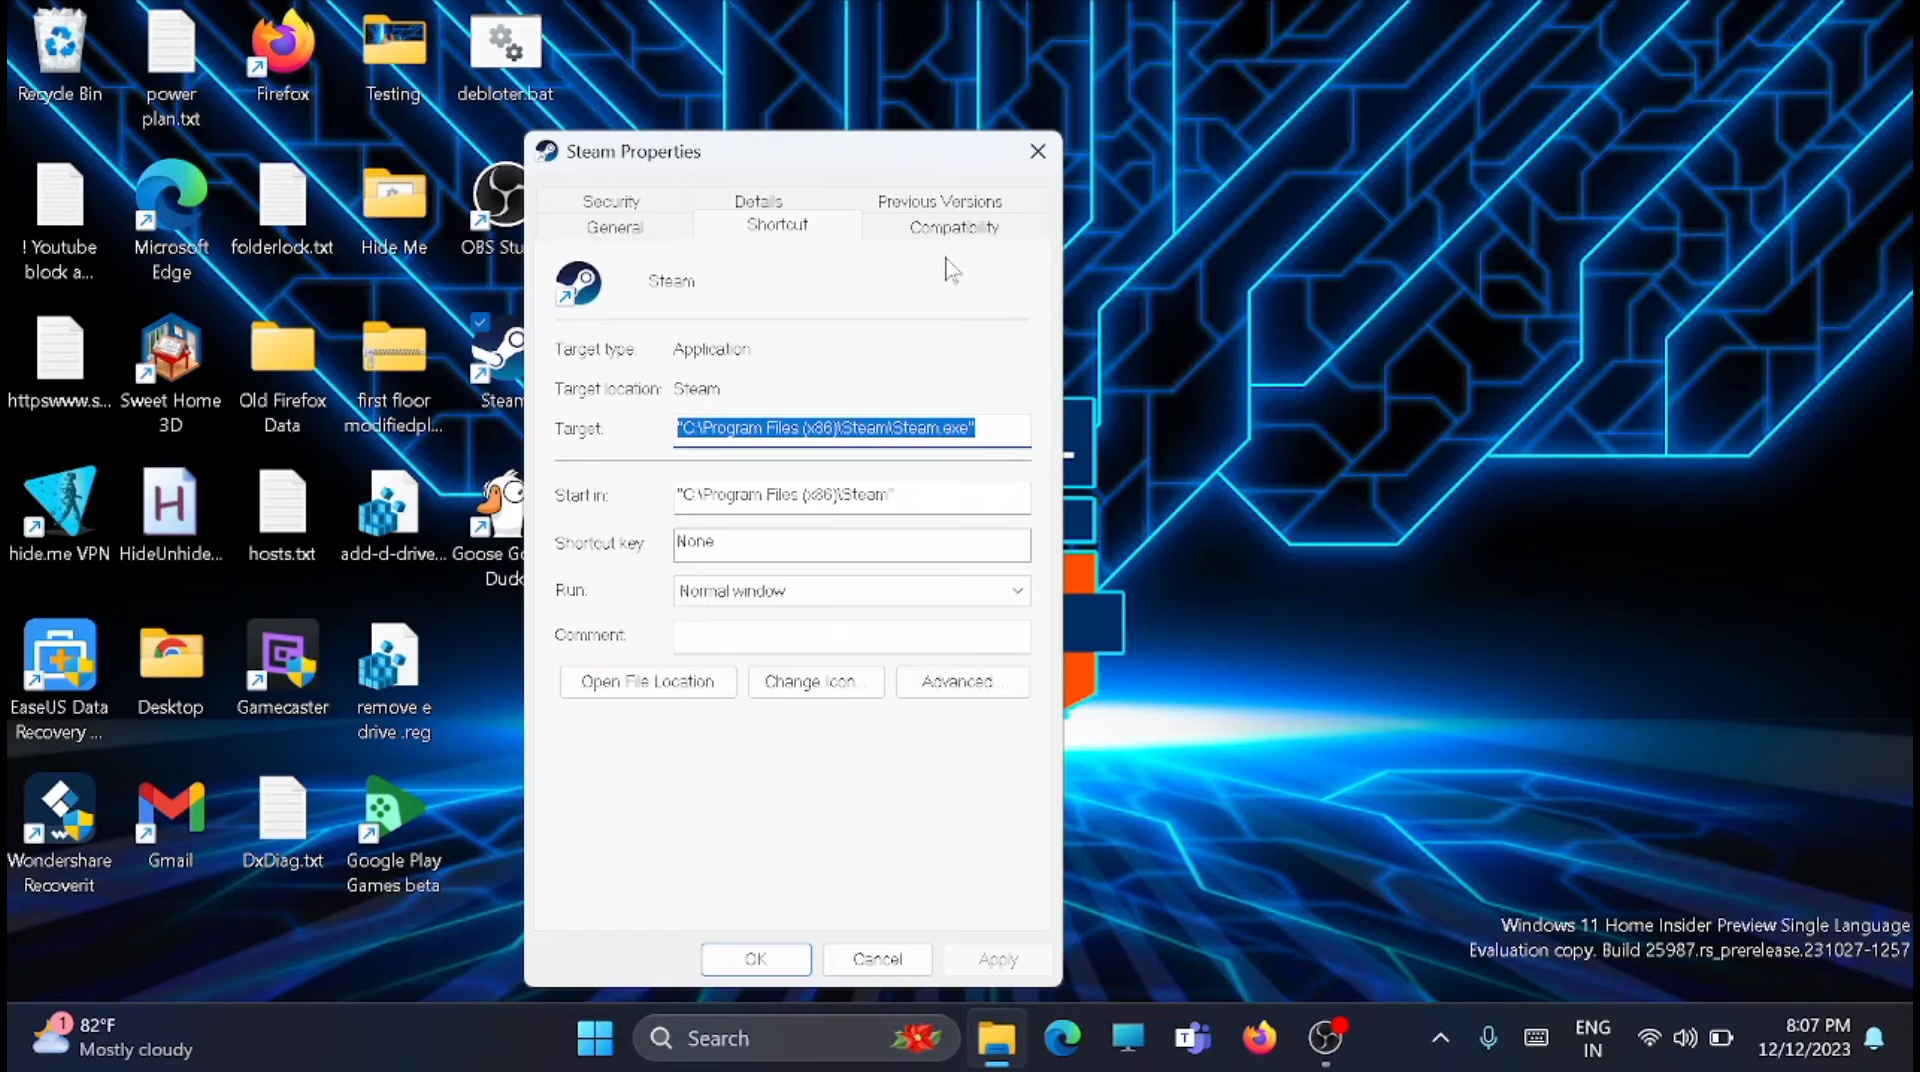 Recycle Bin
power
plan.txt
Firefox
Testing
debloter.bat
! Youtube
block a...
Microsoft
Edge
folderlock.txt
Hide Me
OBS Stu
httpswww.s...
Sweet Home
3D
Old Firefox
Data
first floor
modifiedpl...
Steam
hide.me VPN
HideUnhide...
hosts.txt
add-d-drive...
Goose Go
Duck
EaseUS Data
Recovery ...
Desktop
Gamecaster
remove e
drive .reg
Wondershare
Recoverit
Gmail
DxDiag.txt
Google Play
Games beta
Steam Properties
Security
Details
Previous Versions
General
Shortcut
Compatibility
Steam
Target type:
Application
Target location:
Steam
Target:
"C:\Program Files (x86)\Steam\Steam.exe"
Start in:
"C:\Program Files (x86)\Steam"
Shortcut key:
None
Run:
Normal window
Comment:
Open File Location
Change Icon...
Advanced...
OK
Cancel
Apply
Windows 11 Home Insider Preview Single Language
Evaluation copy. Build 25987.rs_prerelease.231027-1257
1
82°F
Mostly cloudy
Search
ENG
IN
8:07 PM
12/12/2023